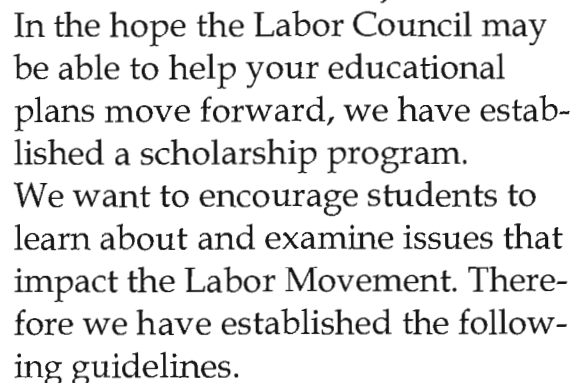 In the hope the Labor Council may
be able to help your educational
plans move forward, we have estab-
lished a scholarship program.
We want to encourage students to
learn about and examine issues that
impact the Labor Movement. There-
fore we have established the follow-
ing guidelines.